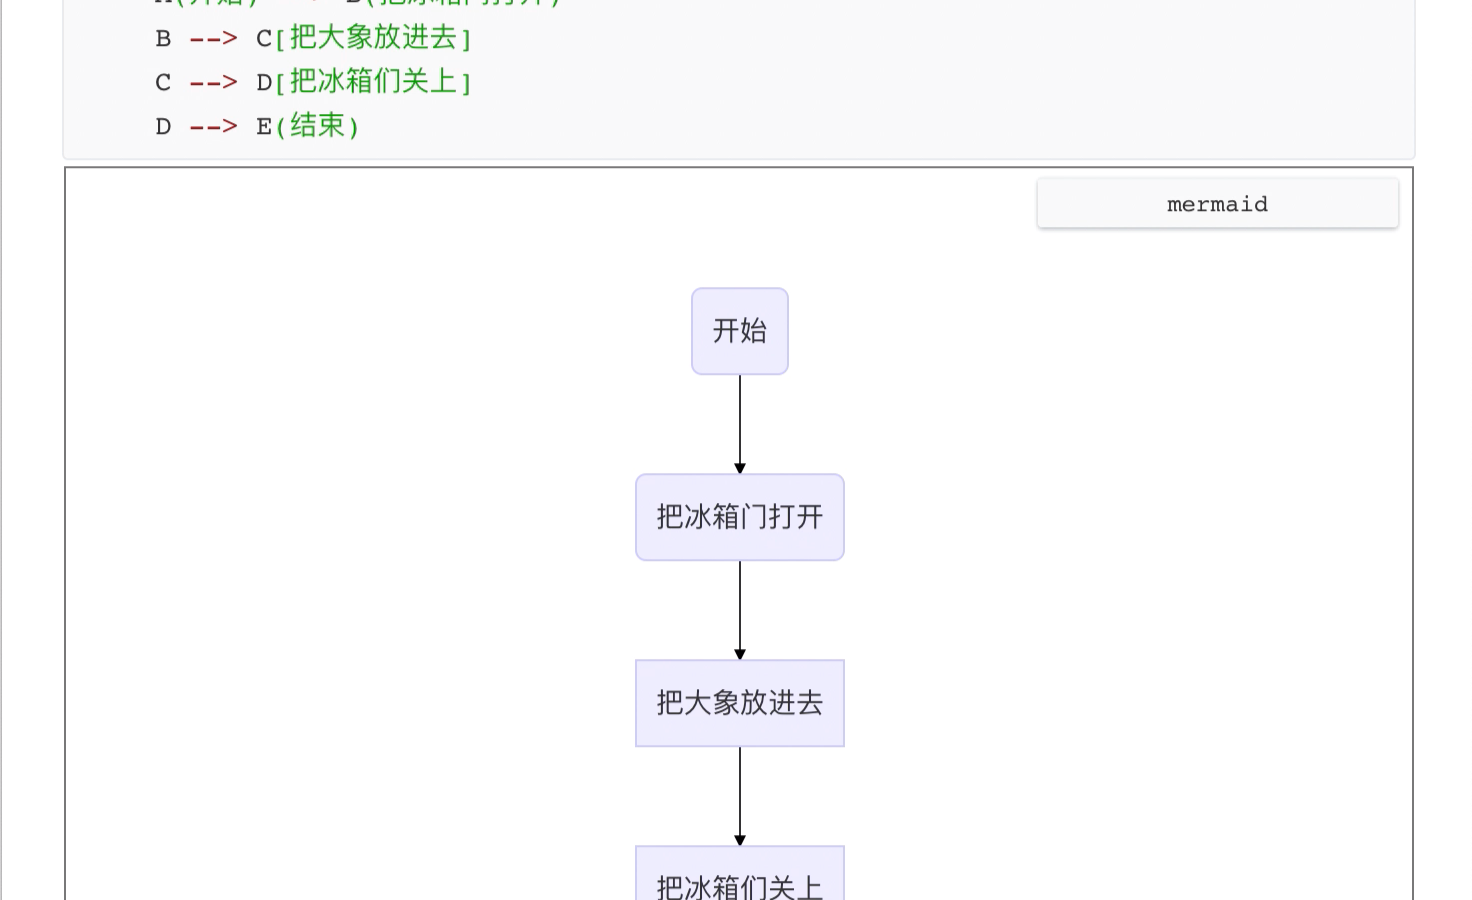 B --> C[把大象放进去]
C --> D[把冰箱们关上]
D --> E(结束)
mermaid
开始
把冰箱门打开
把大象放进去
把冰箱们关上